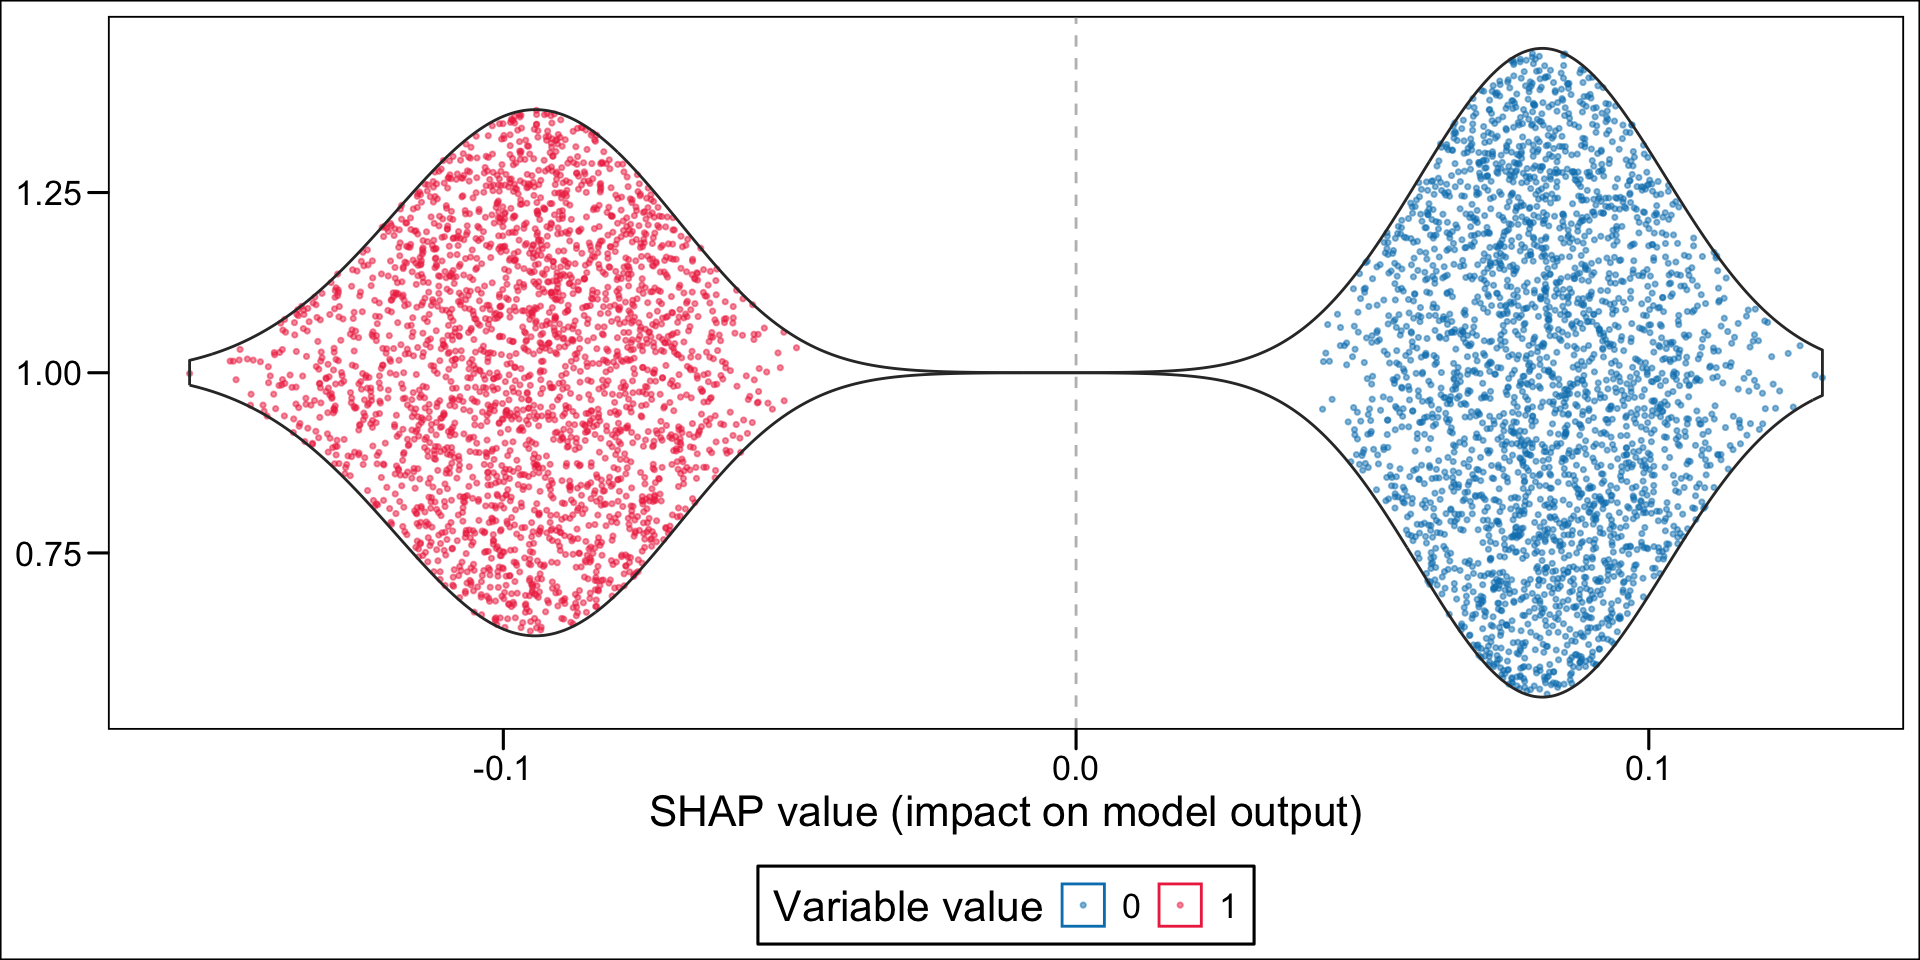 1.25
1.00
0.75
-0.1 0.0 0.1
SHAP value (impact on model output)
Variable value 0 1